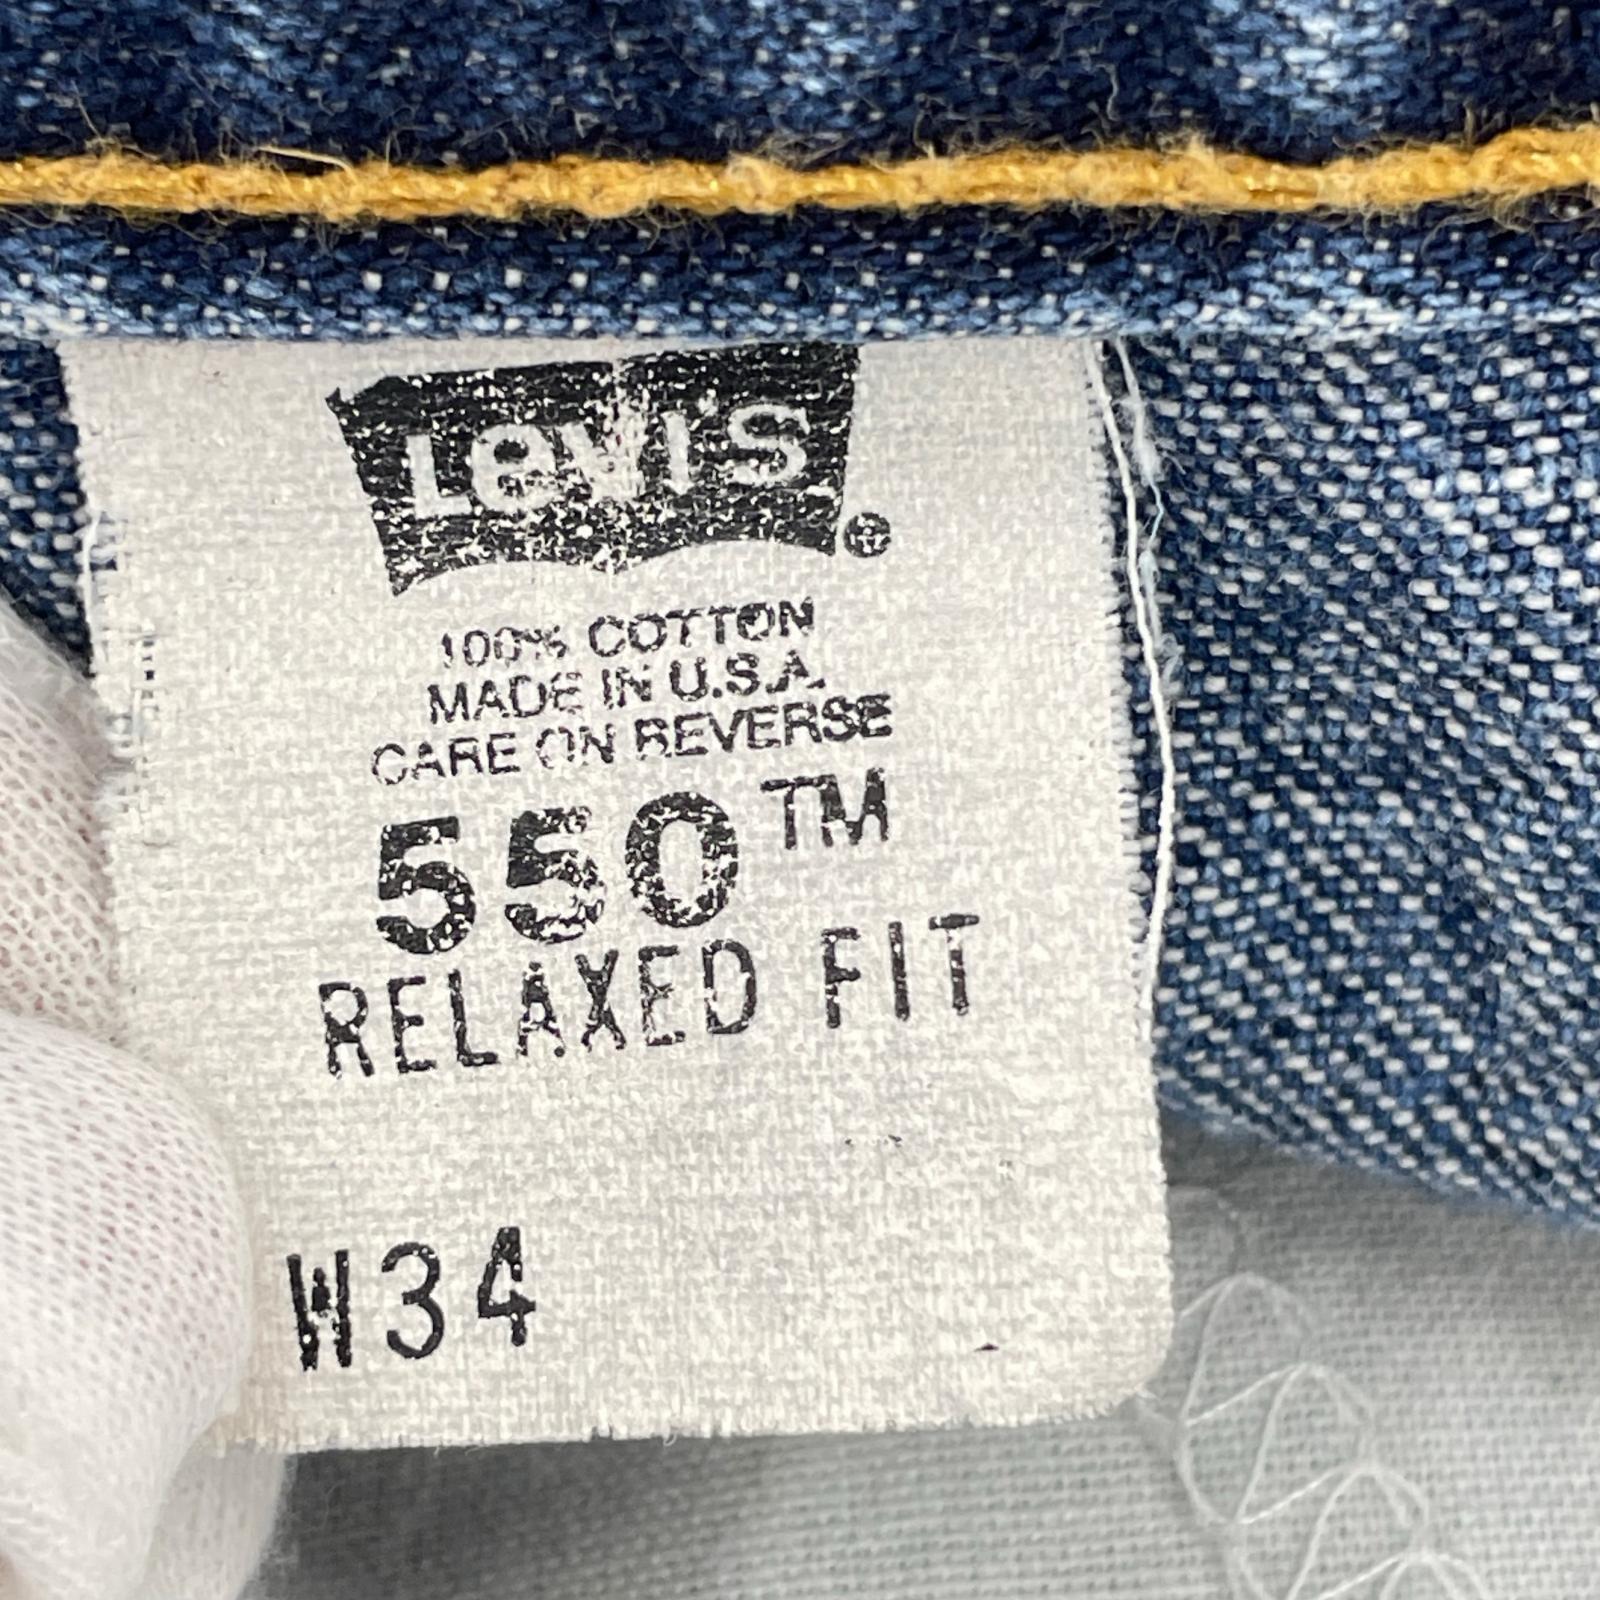 Levi's®
100% COTTON
MADE IN U.S.A.
CARE ON REVERSE
550™
RELAXED FIT
W34